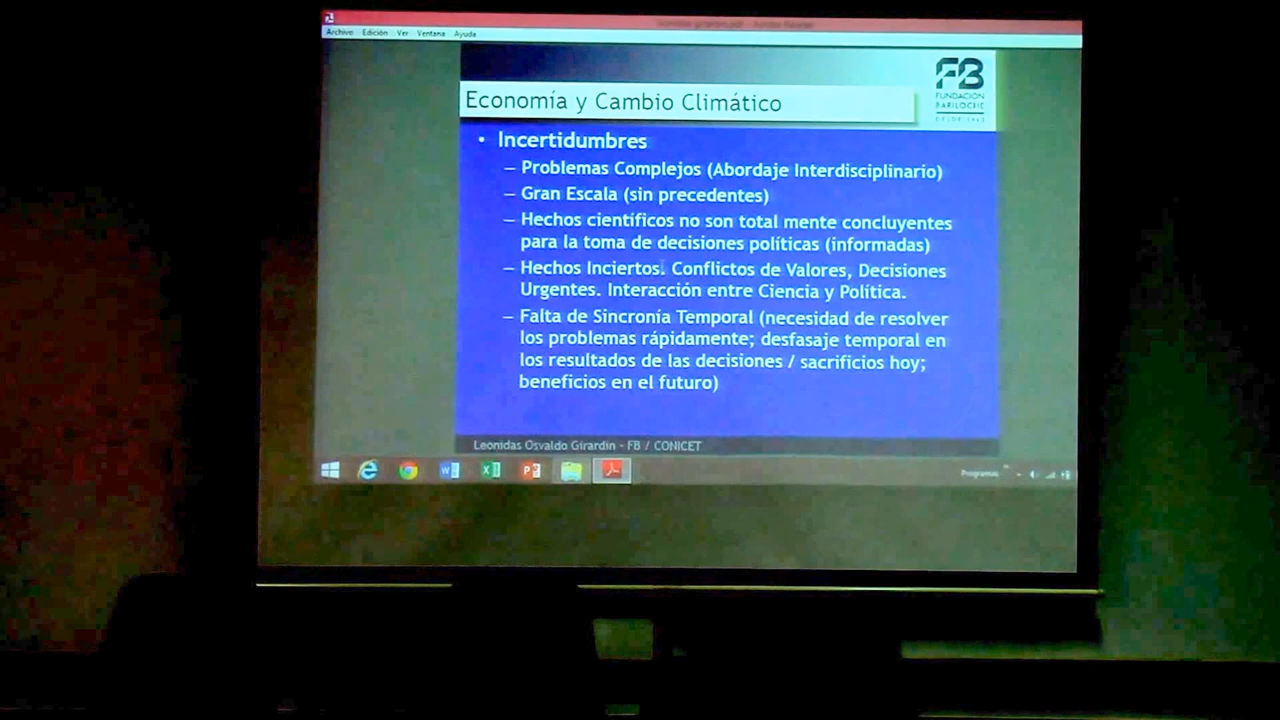 Archivo Edición Ver Ventana Ayuda
FB
FUNDACIÓN
BARILOCHE
Economía y Cambio Climático
• Incertidumbres
– Problemas Complejos (Abordaje Interdisciplinario)
– Gran Escala (sin precedentes)
– Hechos científicos no son total mente concluyentes
para la toma de decisiones políticas (informadas)
– Hechos Inciertos. Conflictos de Valores, Decisiones
Urgentes. Interacción entre Ciencia y Política.
– Falta de Sincronía Temporal (necesidad de resolver
los problemas rápidamente; desfasaje temporal en
los resultados de las decisiones / sacrificios hoy;
beneficios en el futuro)
Leonidas Osvaldo Girardin - FB / CONICET
Programas